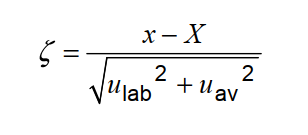 ζ = (x − X) / √(u_lab² + u_av²)